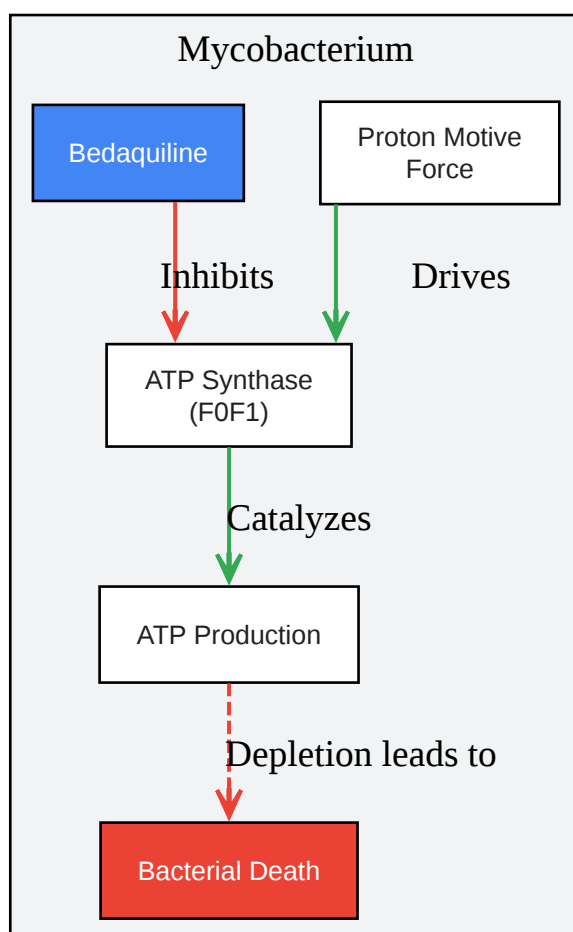 Mycobacterium
Bedaquiline
Proton Motive
Force
Inhibits
Drives
ATP Synthase
(F0F1)
Catalyzes
ATP Production
Depletion leads to
Bacterial Death